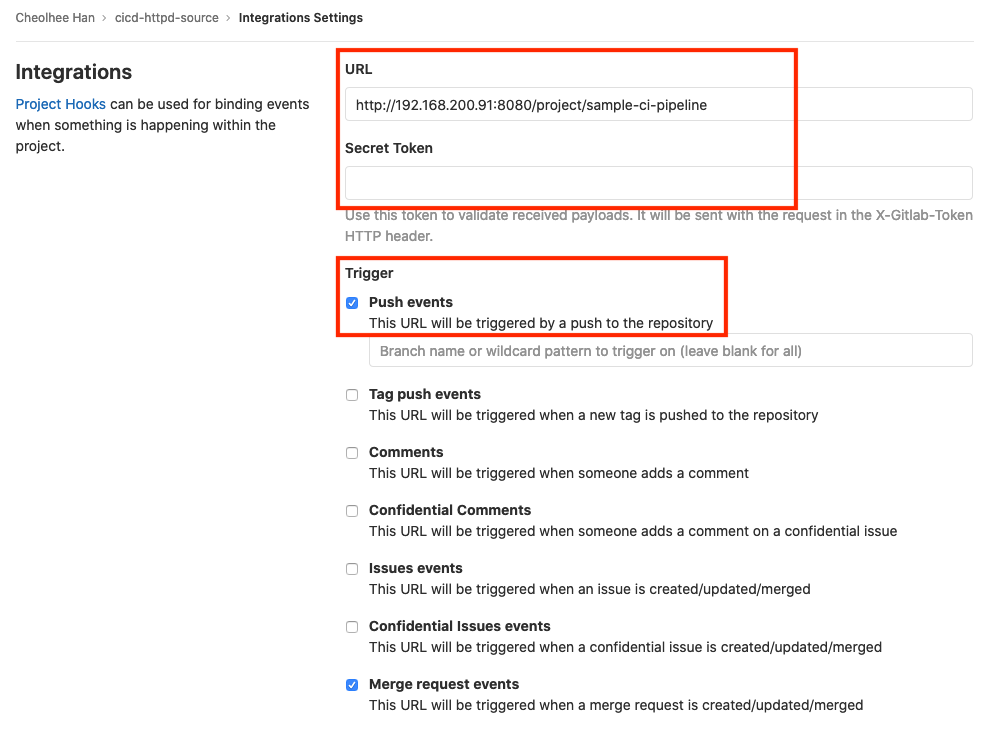 Cheolhee Han › cicd-httpd-source › Integrations Settings
Integrations
Project Hooks can be used for binding events
when something is happening within the
project.
URL
http://192.168.200.91:8080/project/sample-ci-pipeline
Secret Token
Use this token to validate received payloads. It will be sent with the request in the X-Gitlab-Token
HTTP header.
Trigger
Push events
This URL will be triggered by a push to the repository
Branch name or wildcard pattern to trigger on (leave blank for all)
Tag push events
This URL will be triggered when a new tag is pushed to the repository
Comments
This URL will be triggered when someone adds a comment
Confidential Comments
This URL will be triggered when someone adds a comment on a confidential issue
Issues events
This URL will be triggered when an issue is created/updated/merged
Confidential Issues events
This URL will be triggered when a confidential issue is created/updated/merged
Merge request events
This URL will be triggered when a merge request is created/updated/merged